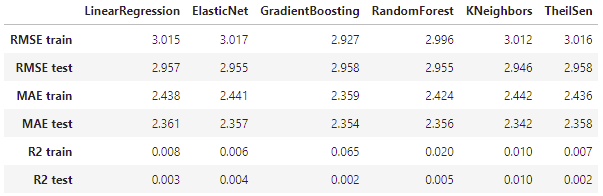 LinearRegression ElasticNet GradientBoosting RandomForest KNeighbors TheilSen
RMSE train 3.015 3.017 2.927 2.996 3.012 3.016
RMSE test 2.957 2.955 2.958 2.955 2.946 2.958
MAE train 2.438 2.441 2.359 2.424 2.442 2.436
MAE test 2.361 2.357 2.354 2.356 2.342 2.358
R2 train 0.008 0.006 0.065 0.020 0.010 0.007
R2 test 0.003 0.004 0.002 0.005 0.010 0.002